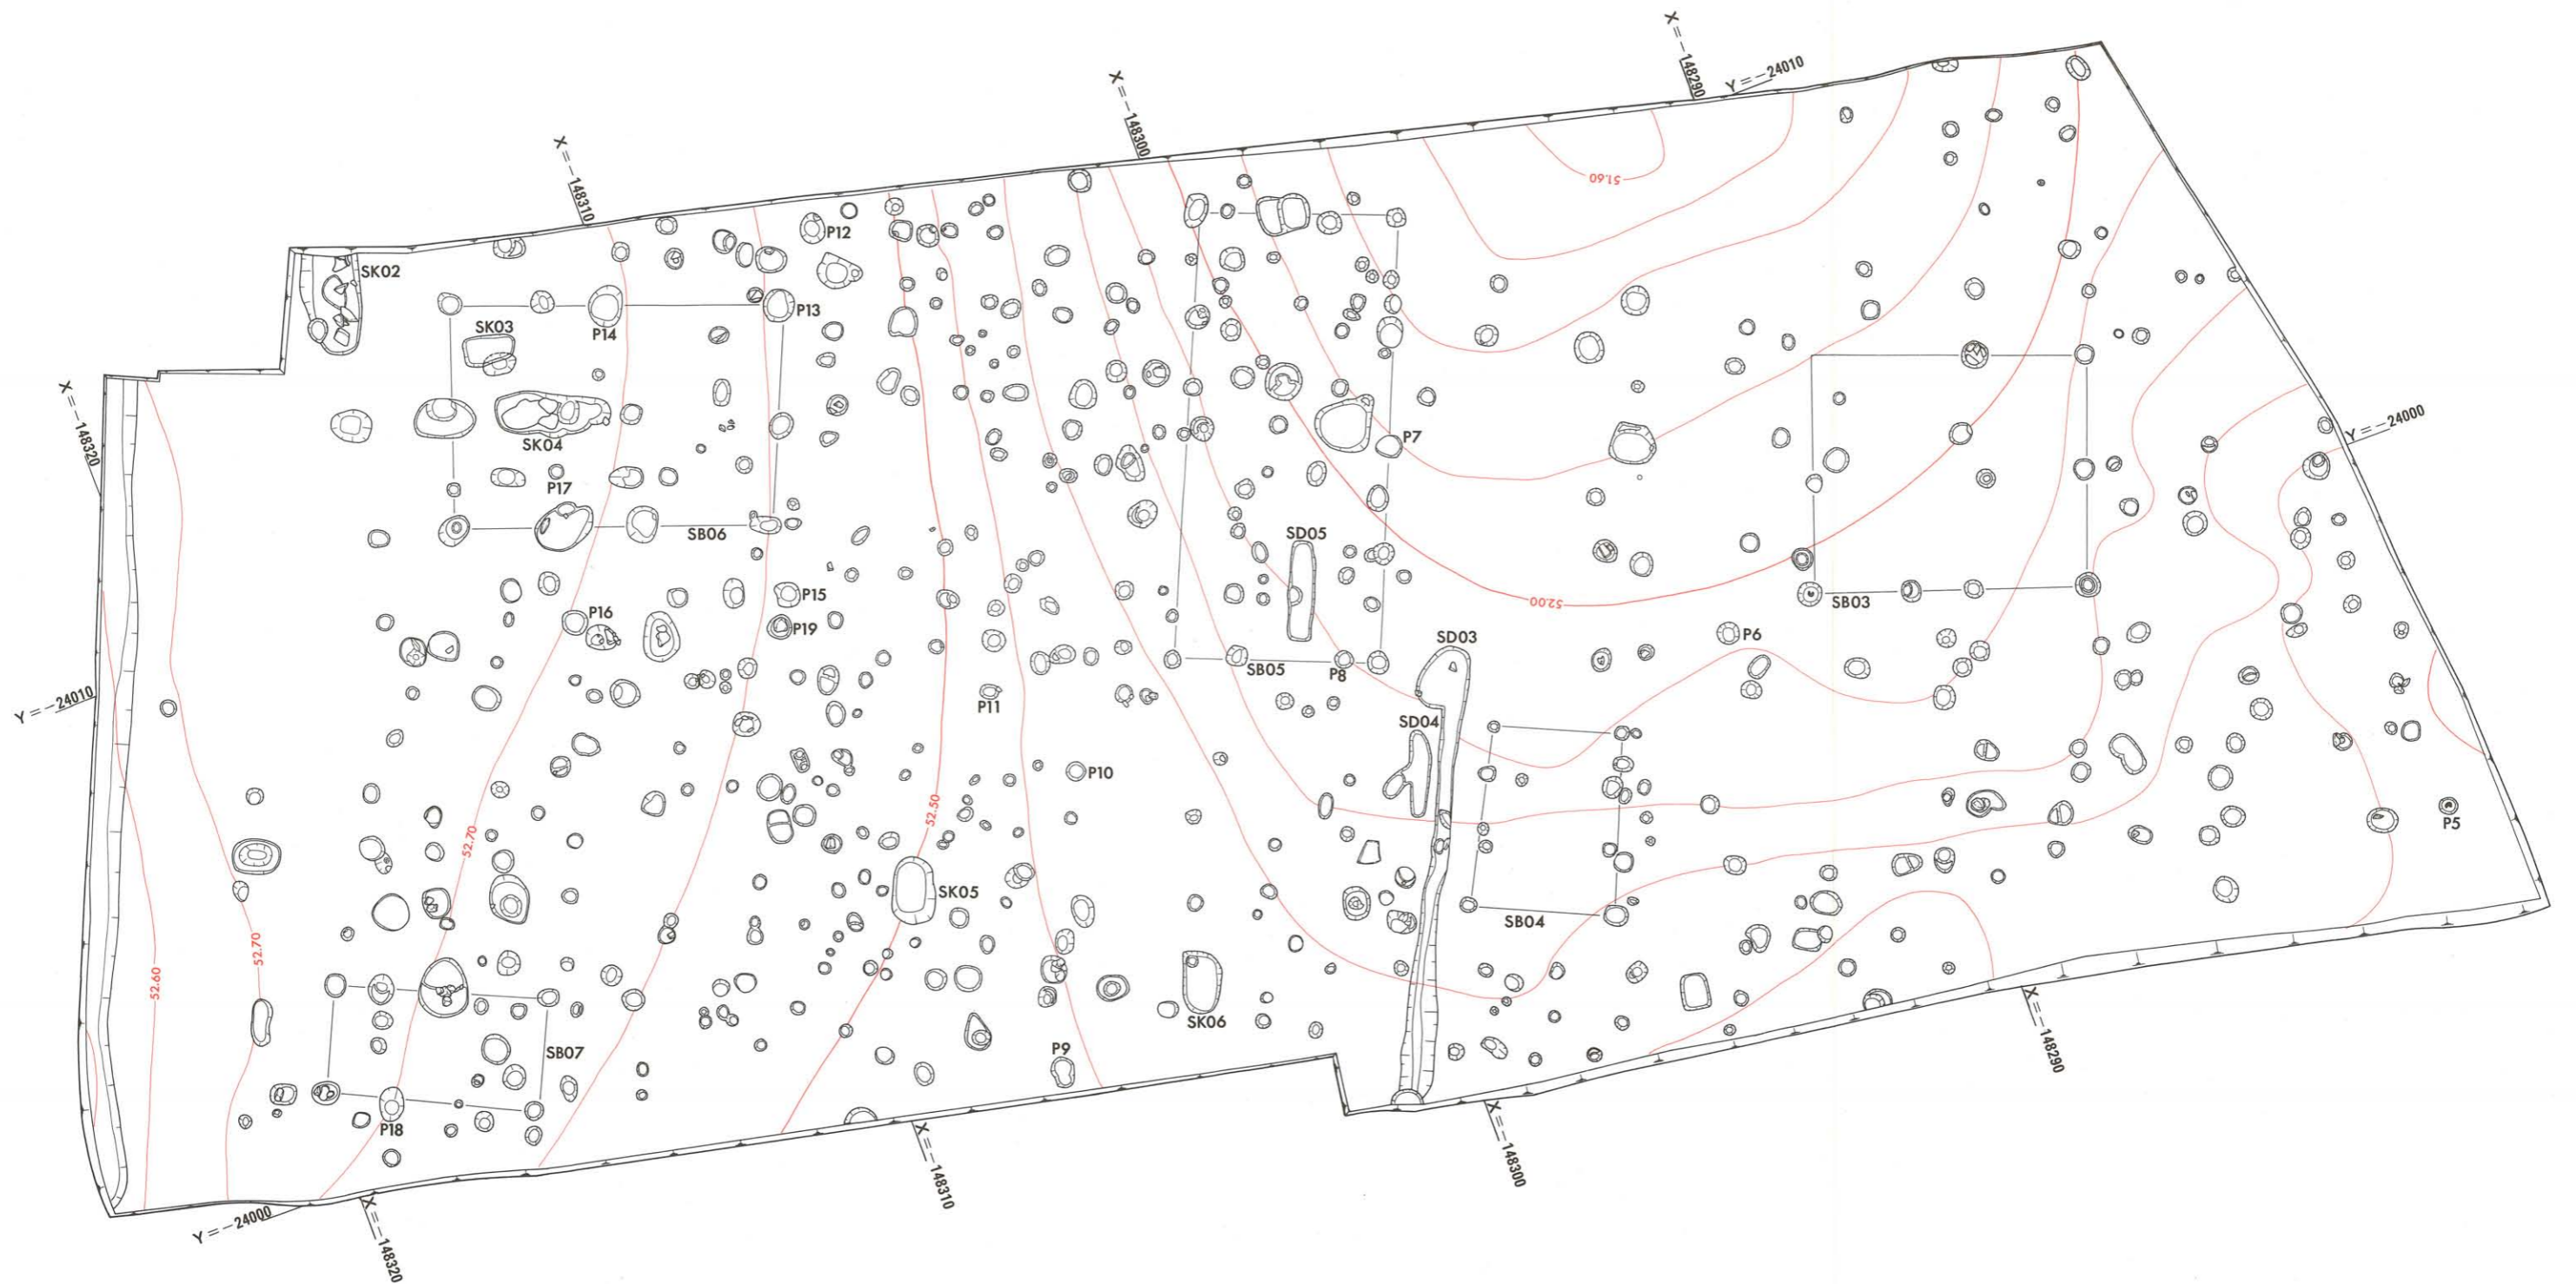 X=-148290
Y=-24010
X=-148300
X=-148310
51.60
P12
SK02
P13
SK03
P14
X=-148320
SK04
P7
Y=-24000
P17
SB06
SD05
P15
52.00
SB03
P16
P19
P6
SD03
SB05
P8
Y=-24010
P11
SD04
P10
52.50
P5
52.70
SK05
SB04
52.70
52.60
SK06
SB07
P9
X=-148290
P18
X=-148300
X=-148310
Y=-24000
X=-148320